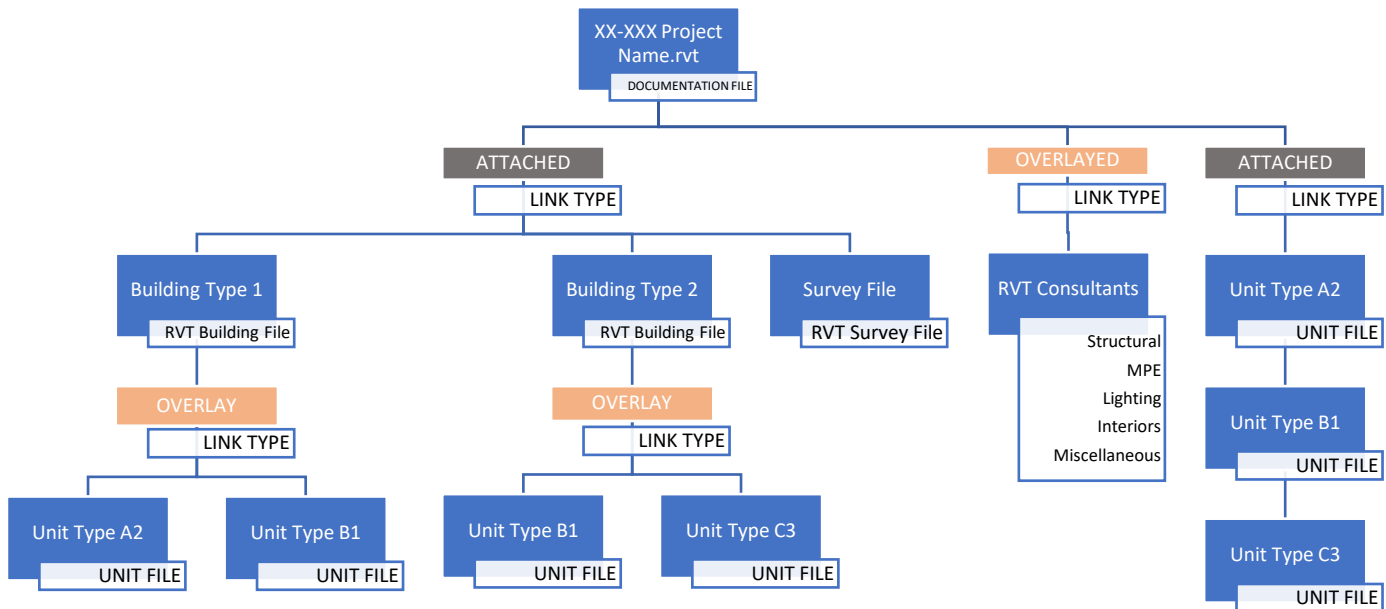 XX-XXX Project
Name.rvt
DOCUMENTATION FILE
ATTACHED
LINK TYPE
OVERLAYED
LINK TYPE
ATTACHED
LINK TYPE
Building Type 1
RVT Building File
Building Type 2
RVT Building File
Survey File
RVT Survey File
RVT Consultants
Structural
MPE
Lighting
Interiors
Miscellaneous
Unit Type A2
UNIT FILE
OVERLAY
LINK TYPE
OVERLAY
LINK TYPE
Unit Type B1
UNIT FILE
Unit Type A2
UNIT FILE
Unit Type B1
UNIT FILE
Unit Type B1
UNIT FILE
Unit Type C3
UNIT FILE
Unit Type C3
UNIT FILE